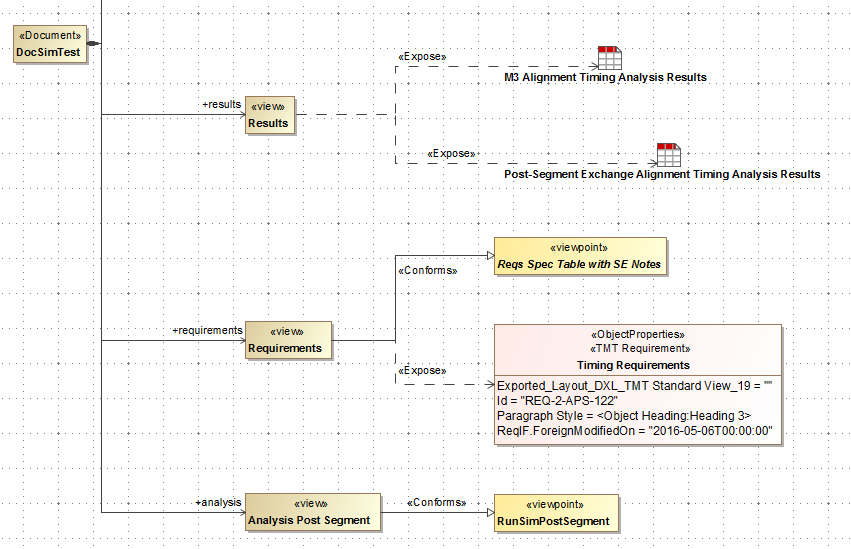 «Document»
DocSimTest
«Expose»
M3 Alignment Timing Analysis Results
+results
«view»
Results
«Expose»
Post-Segment Exchange Alignment Timing Analysis Results
«viewpoint»
Reqs Spec Table with SE Notes
«Conforms»
+requirements
«view»
Requirements
«ObjectProperties»
«TMT Requirement»
Timing Requirements
«Expose»
Exported_Layout_DXL_TMT Standard View_19 = ""
Id = "REQ-2-APS-122"
Paragraph Style = <Object Heading:Heading 3>
ReqIF.ForeignModifiedOn = "2016-05-06T00:00:00"
+analysis
«view»
Analysis Post Segment
«Conforms»
«viewpoint»
RunSimPostSegment